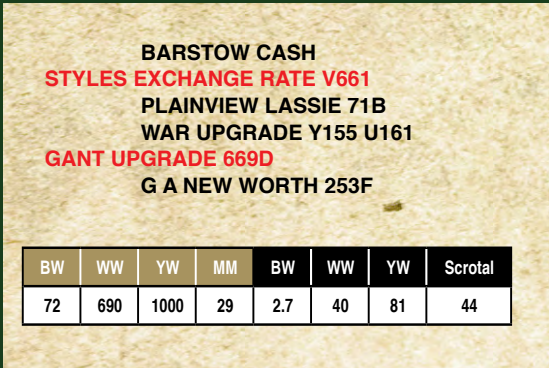 BARSTOW CASH
STYLES EXCHANGE RATE V661
PLAINVIEW LASSIE 71B
WAR UPGRADE Y155 U161
GANT UPGRADE 669D
G A NEW WORTH 253F
BW WW YW MM BW WW YW Scrotal
72 690 1000 29 2.7 40 81 44